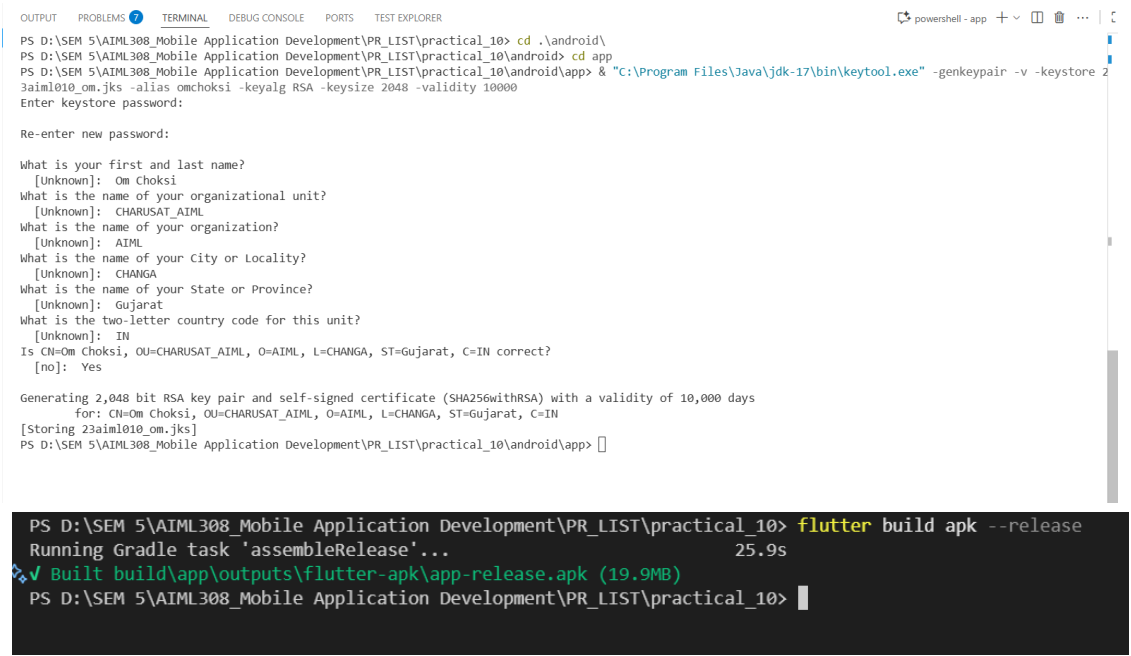 OUTPUT PROBLEMS 7 TERMINAL DEBUG CONSOLE PORTS TEST EXPLORER powershell - app
PS D:\SEM 5\AIML308_Mobile Application Development\PR_LIST\practical_10> cd .\android\
PS D:\SEM 5\AIML308_Mobile Application Development\PR_LIST\practical_10\android> cd app
PS D:\SEM 5\AIML308_Mobile Application Development\PR_LIST\practical_10\android\app> & "C:\Program Files\Java\jdk-17\bin\keytool.exe" -genkeypair -v -keystore 2
3aiml010_om.jks -alias omchoksi -keyalg RSA -keysize 2048 -validity 10000
Enter keystore password:
Re-enter new password:
What is your first and last name?
[Unknown]: Om Choksi
What is the name of your organizational unit?
[Unknown]: CHARUSAT_AIML
What is the name of your organization?
[Unknown]: AIML
What is the name of your City or Locality?
[Unknown]: CHANGA
What is the name of your State or Province?
[Unknown]: Gujarat
What is the two-letter country code for this unit?
[Unknown]: IN
Is CN=Om Choksi, OU=CHARUSAT_AIML, O=AIML, L=CHANGA, ST=Gujarat, C=IN correct?
[no]: Yes
Generating 2,048 bit RSA key pair and self-signed certificate (SHA256withRSA) with a validity of 10,000 days
for: CN=Om Choksi, OU=CHARUSAT_AIML, O=AIML, L=CHANGA, ST=Gujarat, C=IN
[Storing 23aiml010_om.jks]
PS D:\SEM 5\AIML308_Mobile Application Development\PR_LIST\practical_10\android\app>
PS D:\SEM 5\AIML308_Mobile Application Development\PR_LIST\practical_10> flutter build apk --release
Running Gradle task 'assembleRelease'... 25.9s
√ Built build\app\outputs\flutter-apk\app-release.apk (19.9MB)
PS D:\SEM 5\AIML308_Mobile Application Development\PR_LIST\practical_10>